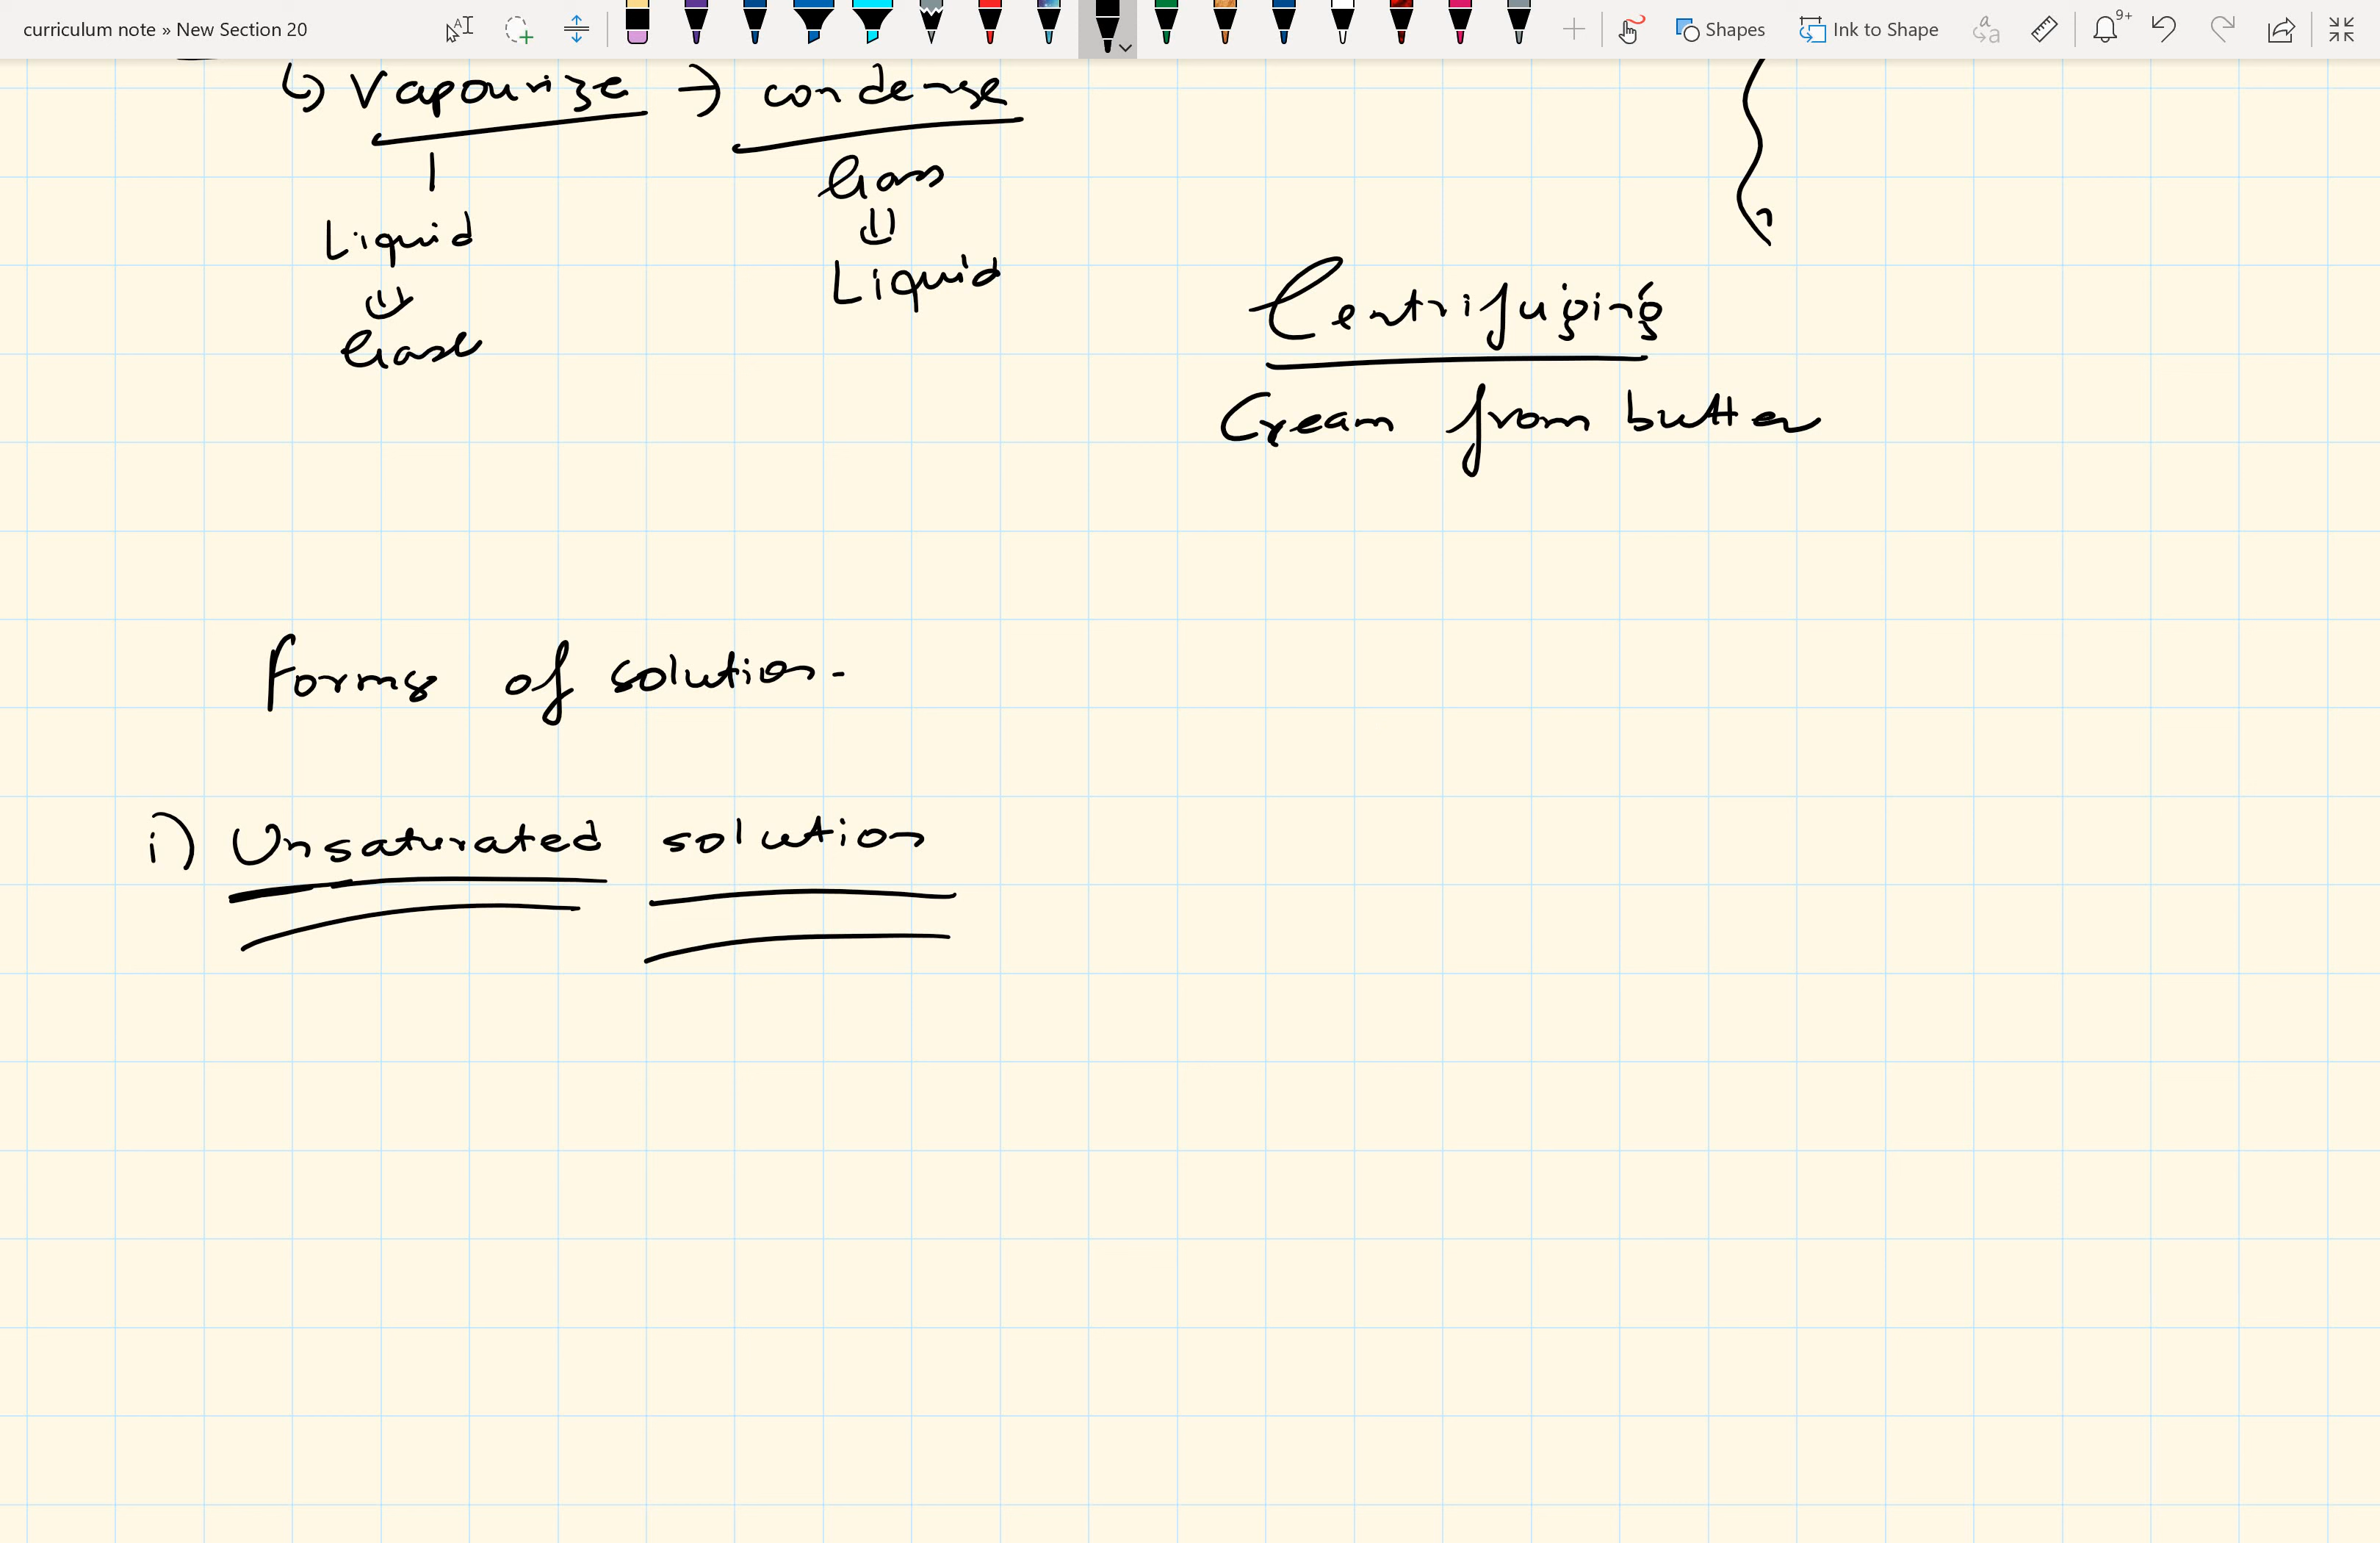 curriculum note » New Section 20
Shapes
Ink to Shape
9+
↳ Vapourize → condense
Liquid
⇓
Gas
Gas
⇓
Liquid
Centrifuging
Cream from butter
Forms of solution-
i) Unsaturated solution